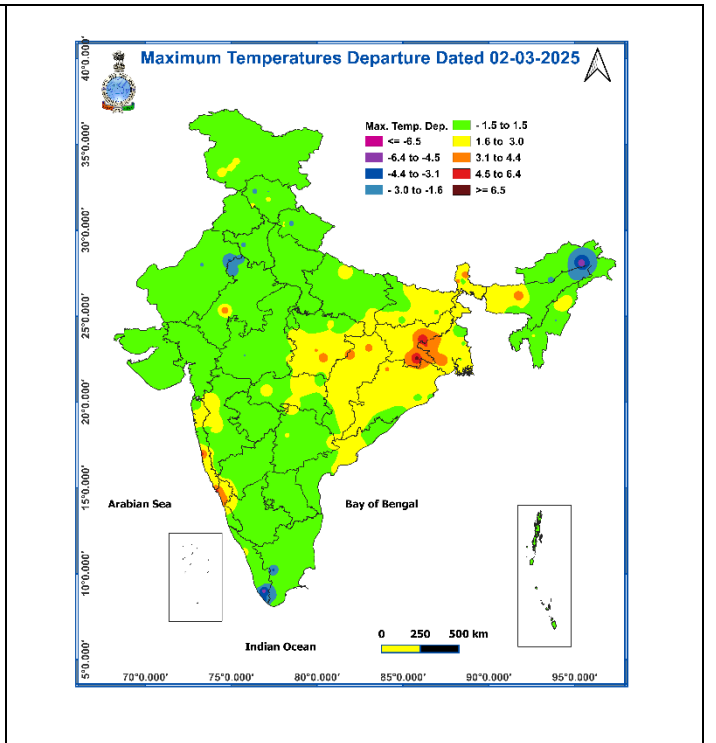 Maximum Temperatures Departure Dated 02-03-2025
Max. Temp. Dep.
<= -6.5
-6.4 to -4.5
-4.4 to -3.1
- 3.0 to -1.6
- 1.5 to 1.5
1.6 to 3.0
3.1 to 4.4
4.5 to 6.4
>= 6.5
40°0.000'
35°0.000'
30°0.000'
25°0.000'
20°0.000'
15°0.000'
10°0.000'
5°0.000'
Arabian Sea
Bay of Bengal
Indian Ocean
0 250 500 km
70°0.000' 75°0.000' 80°0.000' 85°0.000' 90°0.000' 95°0.000'